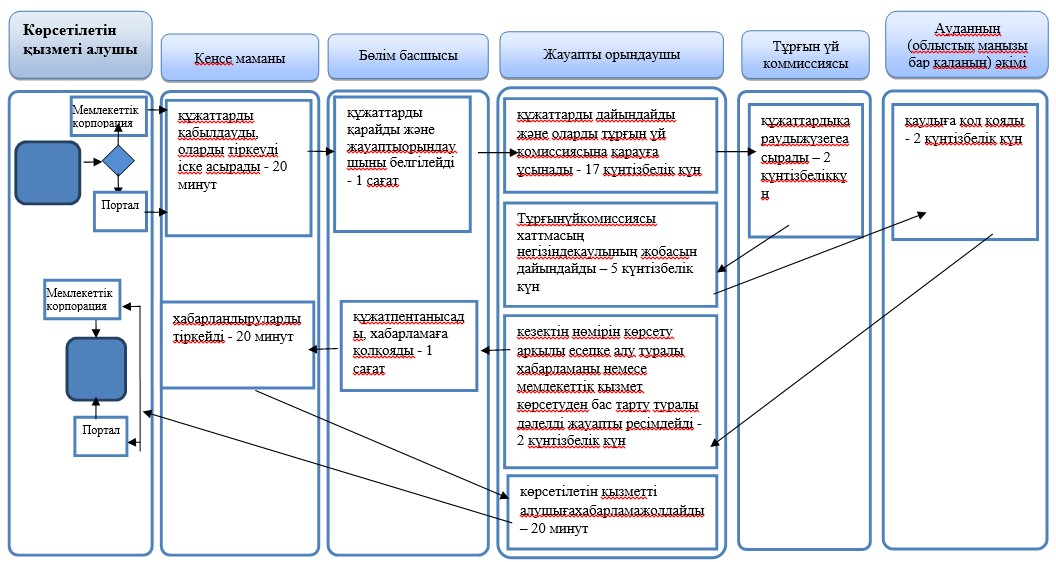 Көрсетілетін
қызметі алушы
Кеңсе маманы
Бөлім басшысы
Жауапты орындаушы
Тұрғын үй
коммиссиясы
Ауданның
(облыстық маңызы
бар қаланың) әкімі
Мемлекеттік
корпорация
Портал
құжаттарды
қабылдауды,
оларды тіркеуді
іске асырады - 20
минут
құжаттарды
қарайды және
жауаптыорындау
шыны белгілейді
- 1 сағат
құжаттарды дайындайды
және оларды тұрғын үй
комиссиясына қарауға
ұсынады - 17 күнтізбелік күн
құжаттардықа
раудыжүзегеа
сырады – 2
күнтізбелікку
ң
қаулыға қол қояды
- 2 күнтізбелік күн
Тұрғынүйкомиссиясы
хаттмасың
негізіндеқаулының жобасын
дайындайды – 5 күнтізбелік
күн
Мемлекеттік
корпорация
Портал
хабарландыруларды
тіркейді - 20 минут
құжатпентанысад
ы, хабарламаға
қолқояды - 1
сағат
кезектің нөмірін көрсету
арқылы есепке алу туралы
хабарламаны немесе
мемлекеттік қызмет
көрсетуден бас тарту туралы
дәлелді жауапты ресімдейді -
2 күнтізбелік күн
көрсетілетін қызметті
алушығахабарламажолдайды
– 20 минут